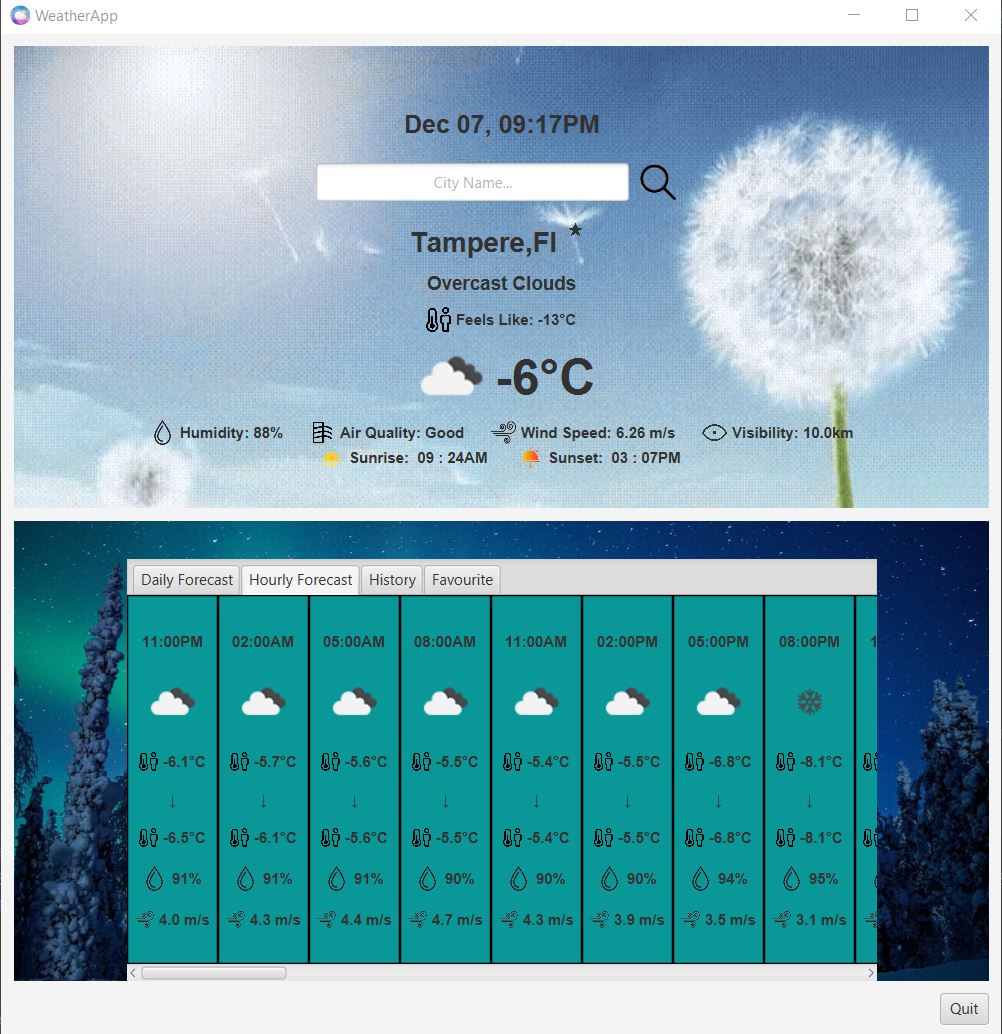 WeatherApp
Dec 07, 09:17PM
City Name...
Tampere,FI
Overcast Clouds
Feels Like: -13°C
-6°C
Humidity: 88% Air Quality: Good Wind Speed: 6.26 m/s Visibility: 10.0km
Sunrise: 09 : 24AM Sunset: 03 : 07PM
Daily Forecast Hourly Forecast History Favourite
11:00PM 02:00AM 05:00AM 08:00AM 11:00AM 02:00PM 05:00PM 08:00PM 1
-6.1°C -5.7°C -5.6°C -5.5°C -5.4°C -5.5°C -6.8°C -8.1°C
↓ ↓ ↓ ↓ ↓ ↓ ↓ ↓
-6.5°C -6.1°C -5.6°C -5.5°C -5.4°C -5.5°C -6.8°C -8.1°C
91% 91% 91% 90% 90% 90% 94% 95%
4.0 m/s 4.3 m/s 4.4 m/s 4.7 m/s 4.3 m/s 3.9 m/s 3.5 m/s 3.1 m/s
Quit